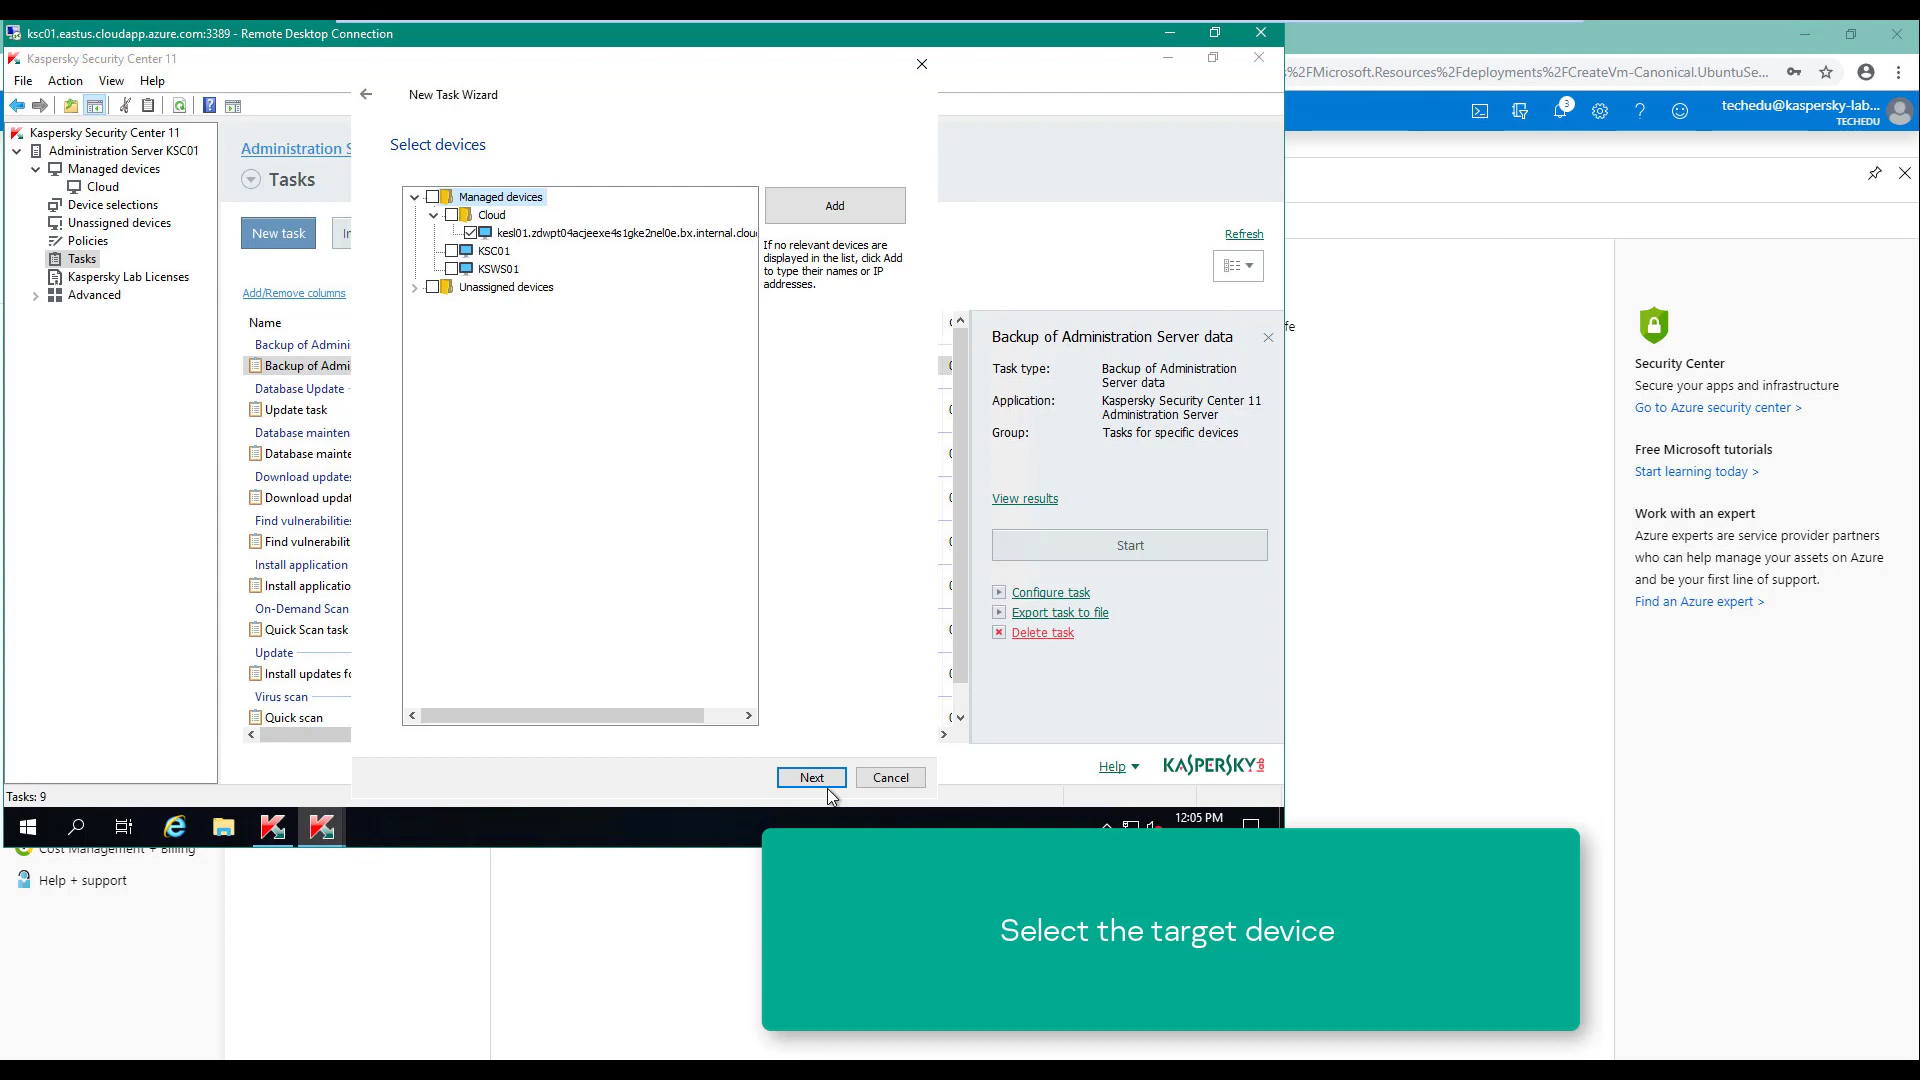 ksc01.eastus.cloudapp.azure.com:3389 - Remote Desktop Connection
Kaspersky Security Center 11
File Action View Help
Kaspersky Security Center 11
Administration Server KSC01
Managed devices
Cloud
Device selections
Unassigned devices
Policies
Tasks
Kaspersky Lab Licenses
Advanced
Administration S
Tasks
New task
Add/Remove columns
Name
Backup of Adminis
Backup of Admi
Database Update
Update task
Database mainten
Database mainte
Download updates
Download updat
Find vulnerabilities
Find vulnerabilit
Install application
Install applicatio
On-Demand Scan
Quick Scan task
Update
Install updates fo
Virus scan
Quick scan
Tasks: 9
New Task Wizard
Select devices
Managed devices
Cloud
kesl01.zdwpt04acjeexe4s1gke2nel0e.bx.internal.clou
KSC01
KSWS01
Unassigned devices
Add
If no relevant devices are
displayed in the list, click Add
to type their names or IP
addresses.
Next
Cancel
Refresh
Backup of Administration Server data
Task type: Backup of Administration
Server data
Application: Kaspersky Security Center 11
Administration Server
Group: Tasks for specific devices
View results
Start
Configure task
Export task to file
Delete task
Help
KASPERSKY lab
12:05 PM
%2FMicrosoft.Resources%2Fdeployments%2FCreateVm-Canonical.UbuntuSe...
3
techedu@kaspersky-lab...
TECHEDU
fe
Security Center
Secure your apps and infrastructure
Go to Azure security center >
Free Microsoft tutorials
Start learning today >
Work with an expert
Azure experts are service provider partners
who can help manage your assets on Azure
and be your first line of support.
Find an Azure expert >
Cost Management + Billing
Help + support
Select the target device